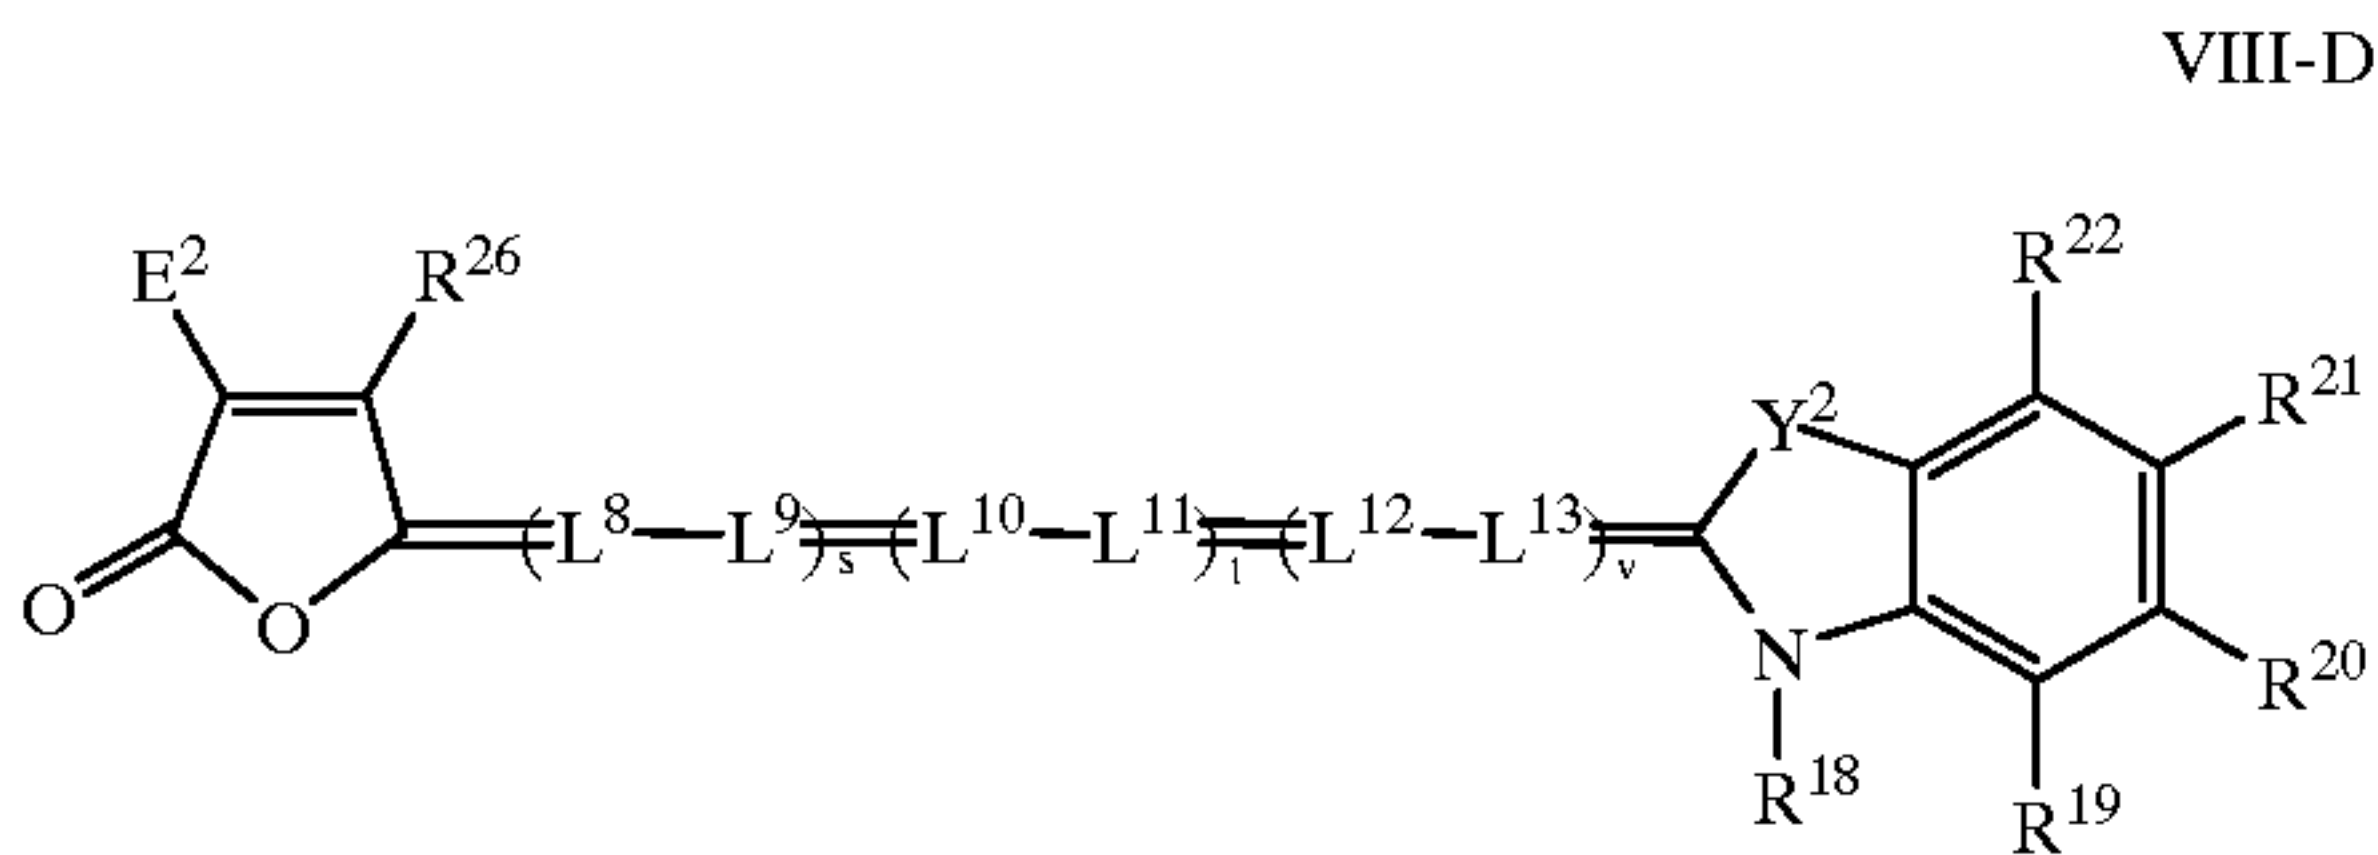 VIII-D
E² R²⁶ R²²
R²¹
Y²
(L⁸ L⁹)s (L¹⁰ L¹¹)t (L¹² L¹³)v
O O N
R²⁰
R¹⁸ R¹⁹